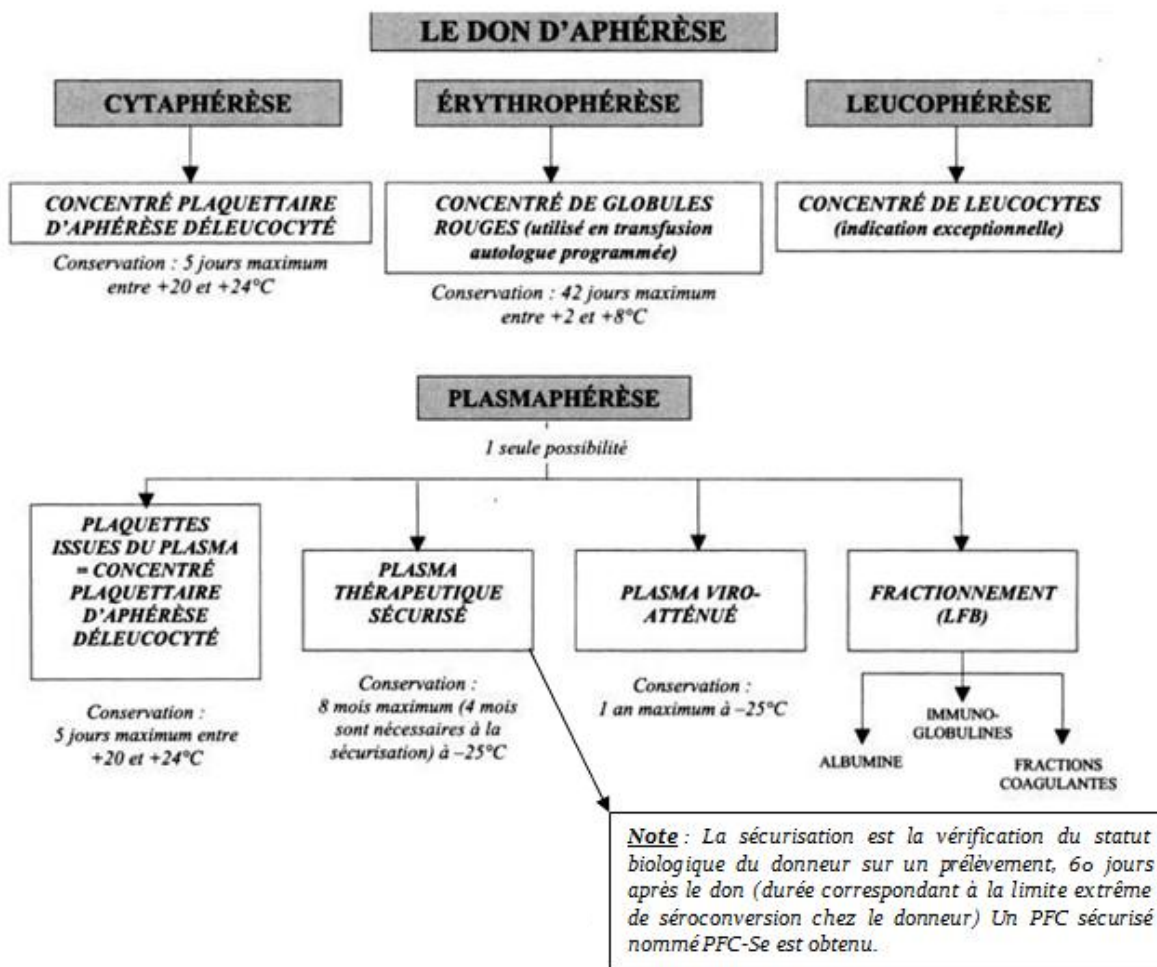 LE DON D'APHÉRÈSE
CYTAPHÉRÈSE
ÉRYTHROPHÉRÈSE
LEUCOPHÉRÈSE
CONCENTRÉ PLAQUETTAIRE
D'APHÉRÈSE DÉLEUCOCYTÉ
Conservation : 5 jours maximum
entre +20 et +24°C
CONCENTRÉ DE GLOBULES
ROUGES (utilisé en transfusion
autologue programmée)
Conservation : 42 jours maximum
entre +2 et +8°C
CONCENTRÉ DE LEUCOCYTES
(indication exceptionnelle)
PLASMAPHÉRÈSE
1 seule possibilité
PLAQUETTES
ISSUES DU PLASMA
= CONCENTRÉ
PLAQUETTAIRE
D'APHÉRÈSE
DÉLEUCOCYTÉ
Conservation :
5 jours maximum entre
+20 et +24°C
PLASMA
THÉRAPEUTIQUE
SÉCURISÉ
Conservation :
8 mois maximum (4 mois
sont nécessaires à la
sécurisation) à –25°C
PLASMA VIRO-
ATTÉNUÉ
Conservation :
1 an maximum à –25°C
FRACTIONNEMENT
(LFB)
ALBUMINE
IMMUNO-
GLOBULINES
FRACTIONS
COAGULANTES
Note : La sécurisation est la vérification du statut
biologique du donneur sur un prélèvement, 60 jours
après le don (durée correspondant à la limite extrême
de séroconversion chez le donneur) Un PFC sécurisé
nommé PFC-Se est obtenu.